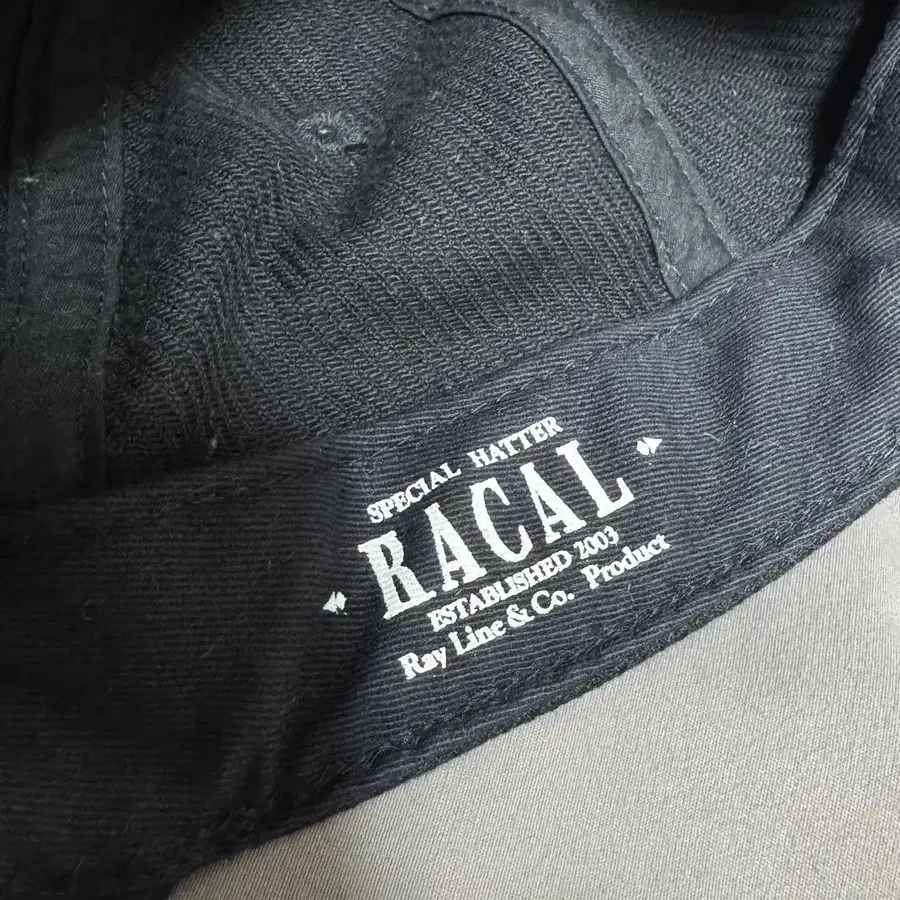 SPECIAL HATTER
RACAL
ESTABLISHED 2003
Ray Line & Co. Product